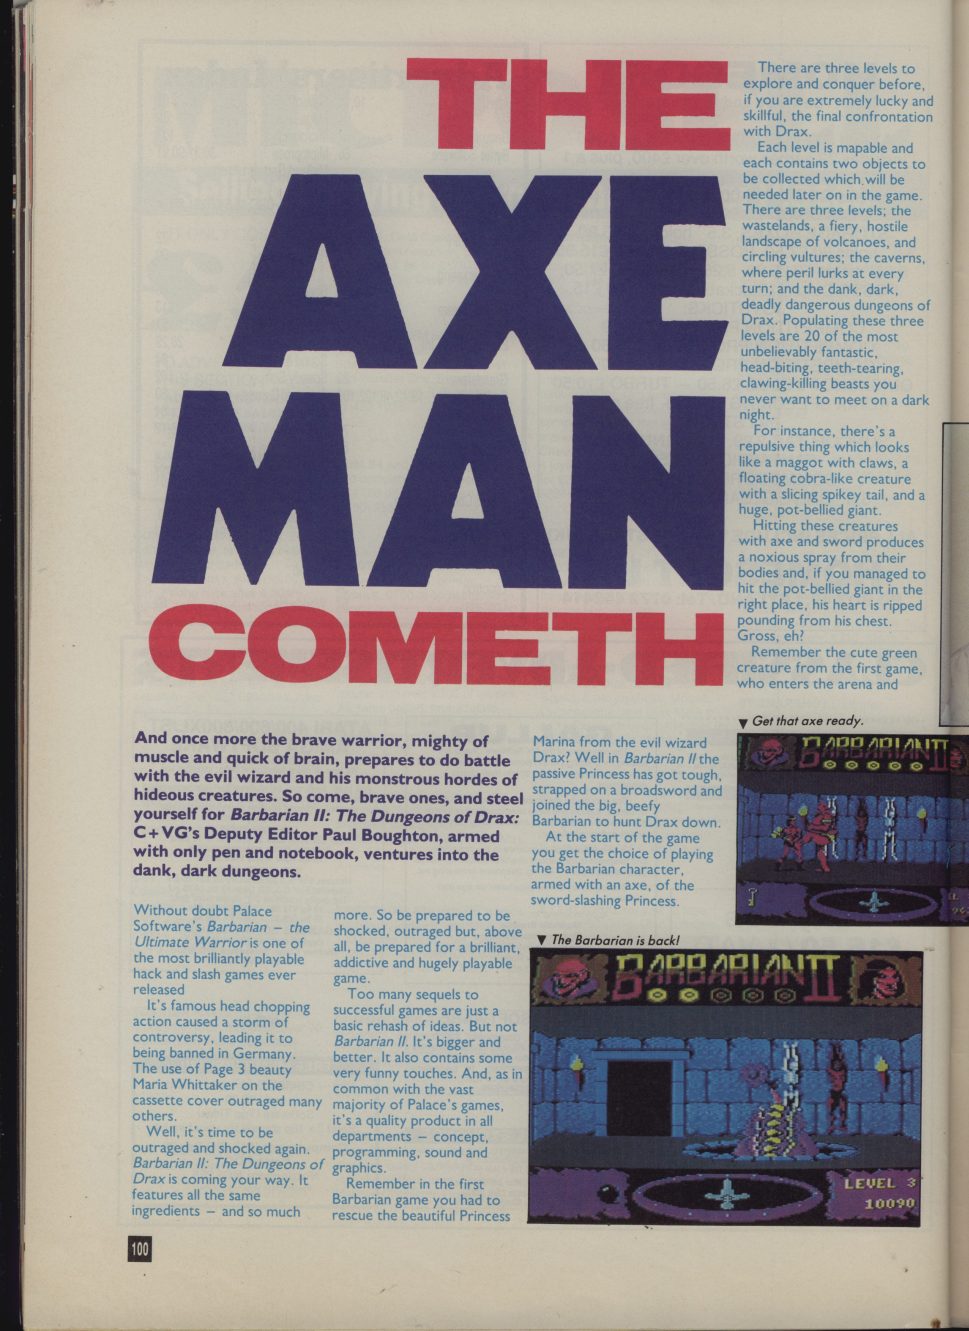 THE
AXE
MAN
COMETH
And once more the brave warrior, mighty of
muscle and quick of brain, prepares to do battle
with the evil wizard and his monstrous hordes of
hideous creatures. So come, brave ones, and steel
yourself for Barbarian II: The Dungeons of Drax:
C+VG's Deputy Editor Paul Boughton, armed
with only pen and notebook, ventures into the
dank, dark dungeons.
Without doubt Palace
Software's Barbarian – the
Ultimate Warrior is one of
the most brilliantly playable
hack and slash games ever
released
It's famous head chopping
action caused a storm of
controversy, leading it to
being banned in Germany.
The use of Page 3 beauty
Maria Whittaker on the
cassette cover outraged many
others.
Well, it's time to be
outraged and shocked again.
Barbarian II: The Dungeons of
Drax is coming your way. It
features all the same
ingredients – and so much
more. So be prepared to be
shocked, outraged but, above
all, be prepared for a brilliant,
addictive and hugely playable
game.
Too many sequels to
successful games are just a
basic rehash of ideas. But not
Barbarian II. It's bigger and
better. It also contains some
very funny touches. And, as in
common with the vast
majority of Palace's games,
it's a quality product in all
departments – concept,
programming, sound and
graphics.
Remember in the first
Barbarian game you had to
rescue the beautiful Princess
Marina from the evil wizard
Drax? Well in Barbarian II the
passive Princess has got tough,
strapped on a broadsword and
joined the big, beefy
Barbarian to hunt Drax down.
At the start of the game
you get the choice of playing
the Barbarian character,
armed with an axe, of the
sword-slashing Princess.
There are three levels to
explore and conquer before,
if you are extremely lucky and
skillful, the final confrontation
with Drax.
Each level is mapable and
each contains two objects to
be collected which will be
needed later on in the game.
There are three levels; the
wastelands, a fiery, hostile
landscape of volcanoes, and
circling vultures; the caverns,
where peril lurks at every
turn; and the dank, dark,
deadly dangerous dungeons of
Drax. Populating these three
levels are 20 of the most
unbelievably fantastic,
head-biting, teeth-tearing,
clawing-killing beasts you
never want to meet on a dark
night.
For instance, there's a
repulsive thing which looks
like a maggot with claws, a
floating cobra-like creature
with a slicing spikey tail, and a
huge, pot-bellied giant.
Hitting these creatures
with axe and sword produces
a noxious spray from their
bodies and, if you managed to
hit the pot-bellied giant in the
right place, his heart is ripped
pounding from his chest.
Gross, eh?
Remember the cute green
creature from the first game,
who enters the arena and
▼ Get that axe ready.
BARBARIAN II
▼ The Barbarian is back!
BARBARIAN II
LEVEL 3
10090
100